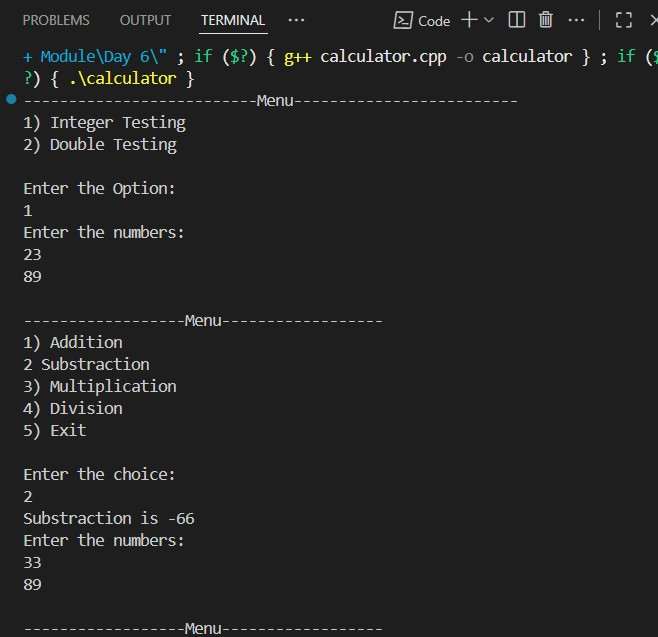 PROBLEMS OUTPUT TERMINAL ... Code
+ Module\Day 6\" ; if ($?) { g++ calculator.cpp -o calculator } ; if ($
?) { .\calculator }
--------------------------Menu-------------------------
1) Integer Testing
2) Double Testing
Enter the Option:
1
Enter the numbers:
23
89
------------------Menu------------------
1) Addition
2 Substraction
3) Multiplication
4) Division
5) Exit
Enter the choice:
2
Substraction is -66
Enter the numbers:
33
89
------------------Menu------------------